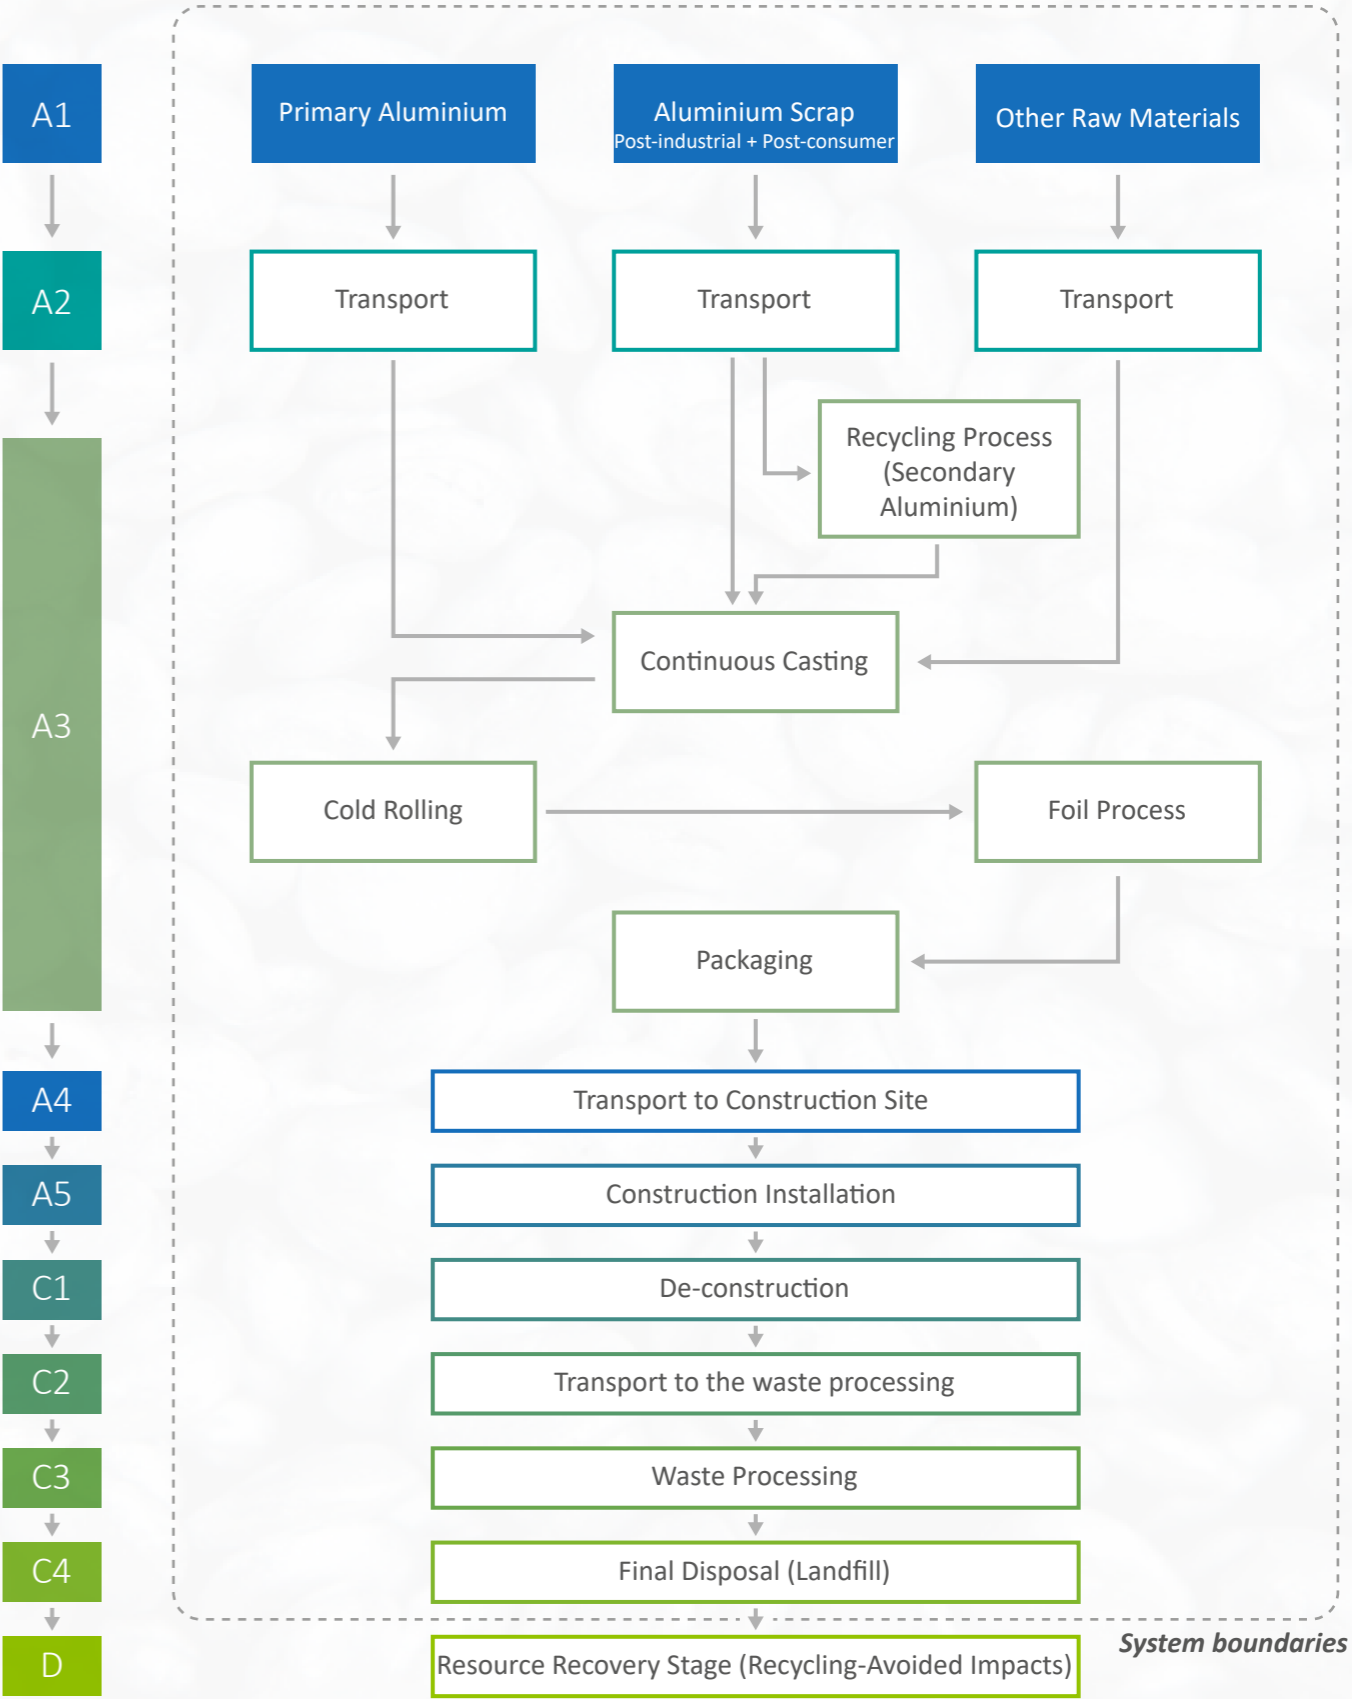 A1
Primary Aluminium
Aluminium Scrap
Post-industrial + Post-consumer
Other Raw Materials
A2
Transport
Transport
Transport
A3
Recycling Process
(Secondary
Aluminium)
Continuous Casting
Cold Rolling
Foil Process
Packaging
A4
Transport to Construction Site
A5
Construction Installation
C1
De-construction
C2
Transport to the waste processing
C3
Waste Processing
C4
Final Disposal (Landfill)
System boundaries
D
Resource Recovery Stage (Recycling-Avoided Impacts)